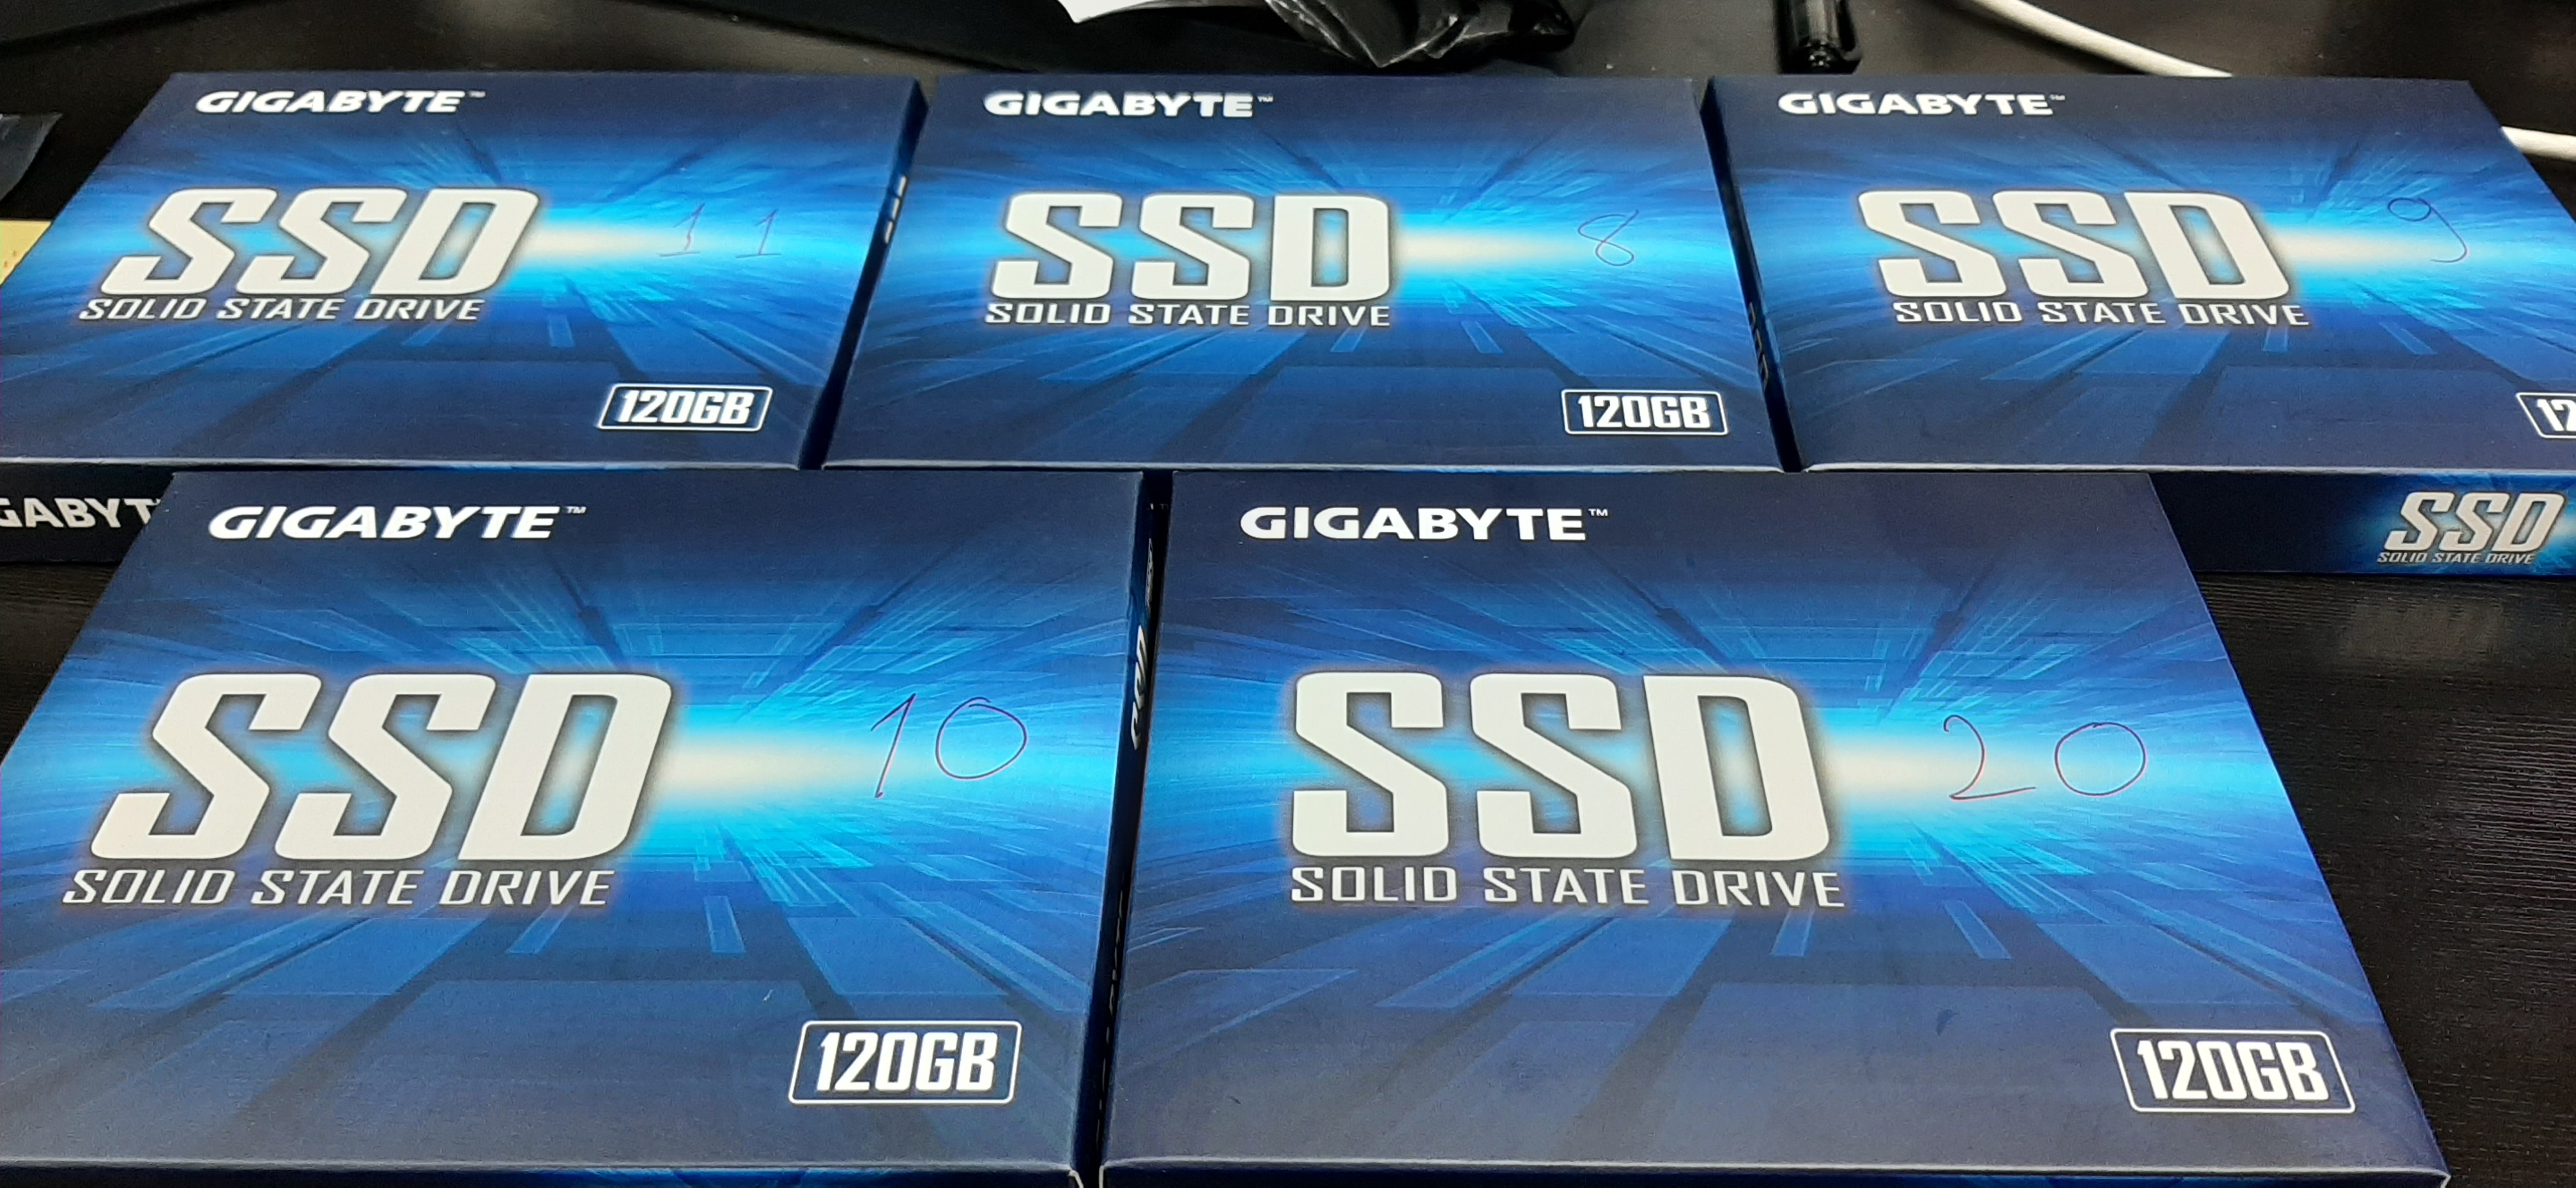 GIGABYTE™
SSD 11
SOLID STATE DRIVE
120GB
GIGABYTE™
SSD 8
SOLID STATE DRIVE
120GB
GIGABYTE™
SSD 9
SOLID STATE DRIVE
12
GABYT
SSD
SOLID STATE DRIVE
GIGABYTE™
SSD 10
SOLID STATE DRIVE
120GB
GIGABYTE™
SSD 20
SOLID STATE DRIVE
120GB